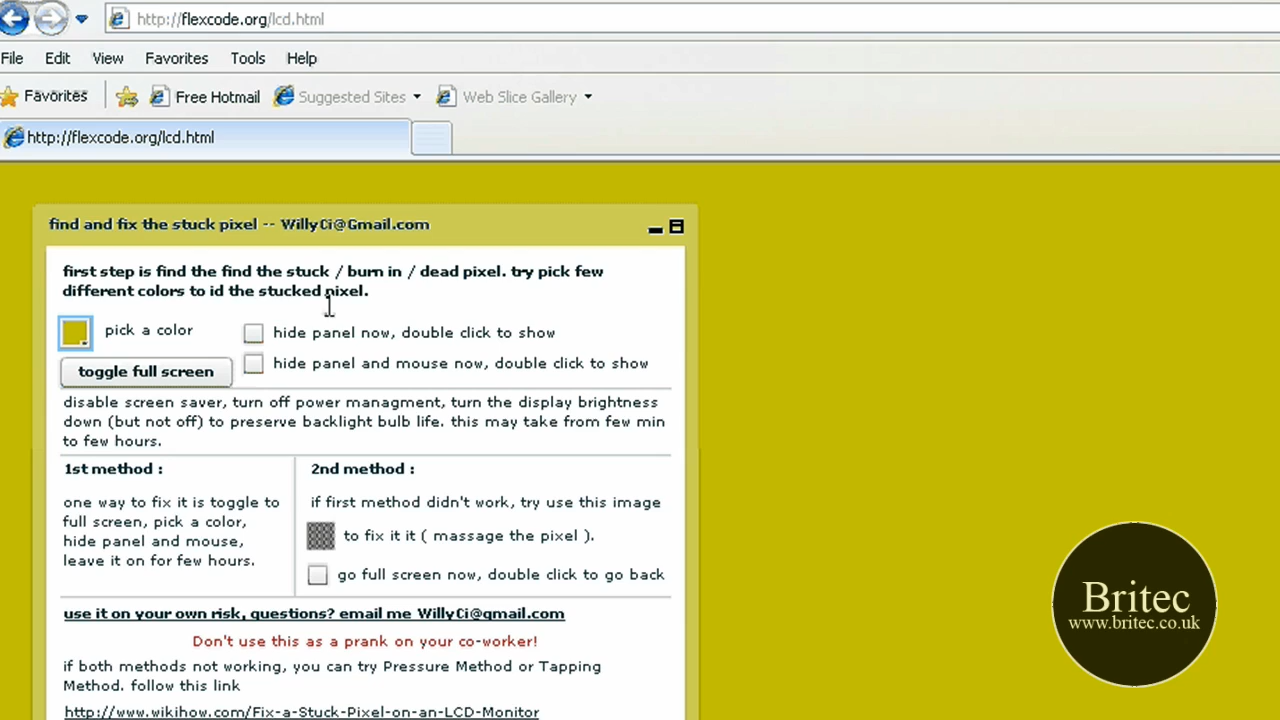 http://flexcode.org/lcd.html
File Edit View Favorites Tools Help
Favorites Free Hotmail Suggested Sites Web Slice Gallery
http://flexcode.org/lcd.html
find and fix the stuck pixel -- WillyCi@Gmail.com
first step is find the find the stuck / burn in / dead pixel. try pick few
different colors to id the stucked pixel.
pick a color
hide panel now, double click to show
toggle full screen
hide panel and mouse now, double click to show
disable screen saver, turn off power managment, turn the display brightness
down (but not off) to preserve backlight bulb life. this may take from few min
to few hours.
1st method :
one way to fix it is toggle to
full screen, pick a color,
hide panel and mouse,
leave it on for few hours.
2nd method :
if first method didn't work, try use this image
to fix it it ( massage the pixel ).
go full screen now, double click to go back
use it on your own risk, questions? email me WillyCi@gmail.com
Don't use this as a prank on your co-worker!
if both methods not working, you can try Pressure Method or Tapping
Method. follow this link
http://www.wikihow.com/Fix-a-Stuck-Pixel-on-an-LCD-Monitor
Britec
www.britec.co.uk